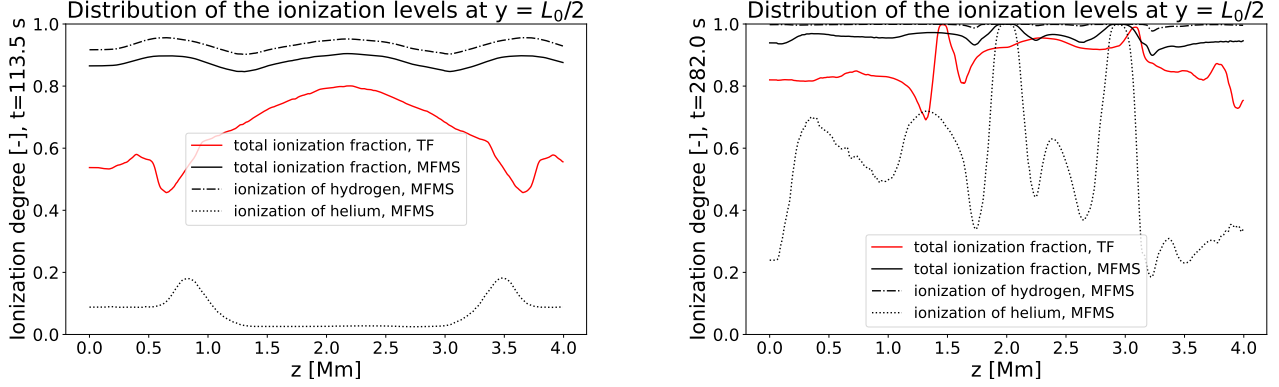 Distribution of the ionization levels at y = L₀/2
Ionization degree [-], t=113.5 s
1.0
0.8
0.6
0.4
0.2
0.0
total ionization fraction, TF
total ionization fraction, MFMS
ionization of hydrogen, MFMS
ionization of helium, MFMS
0.0 0.5 1.0 1.5 2.0 2.5 3.0 3.5 4.0
z [Mm]
Distribution of the ionization levels at y = L₀/2
Ionization degree [-], t=282.0 s
1.0
0.8
0.6
0.4
0.2
0.0
total ionization fraction, TF
total ionization fraction, MFMS
ionization of hydrogen, MFMS
ionization of helium, MFMS
0.0 0.5 1.0 1.5 2.0 2.5 3.0 3.5 4.0
z [Mm]